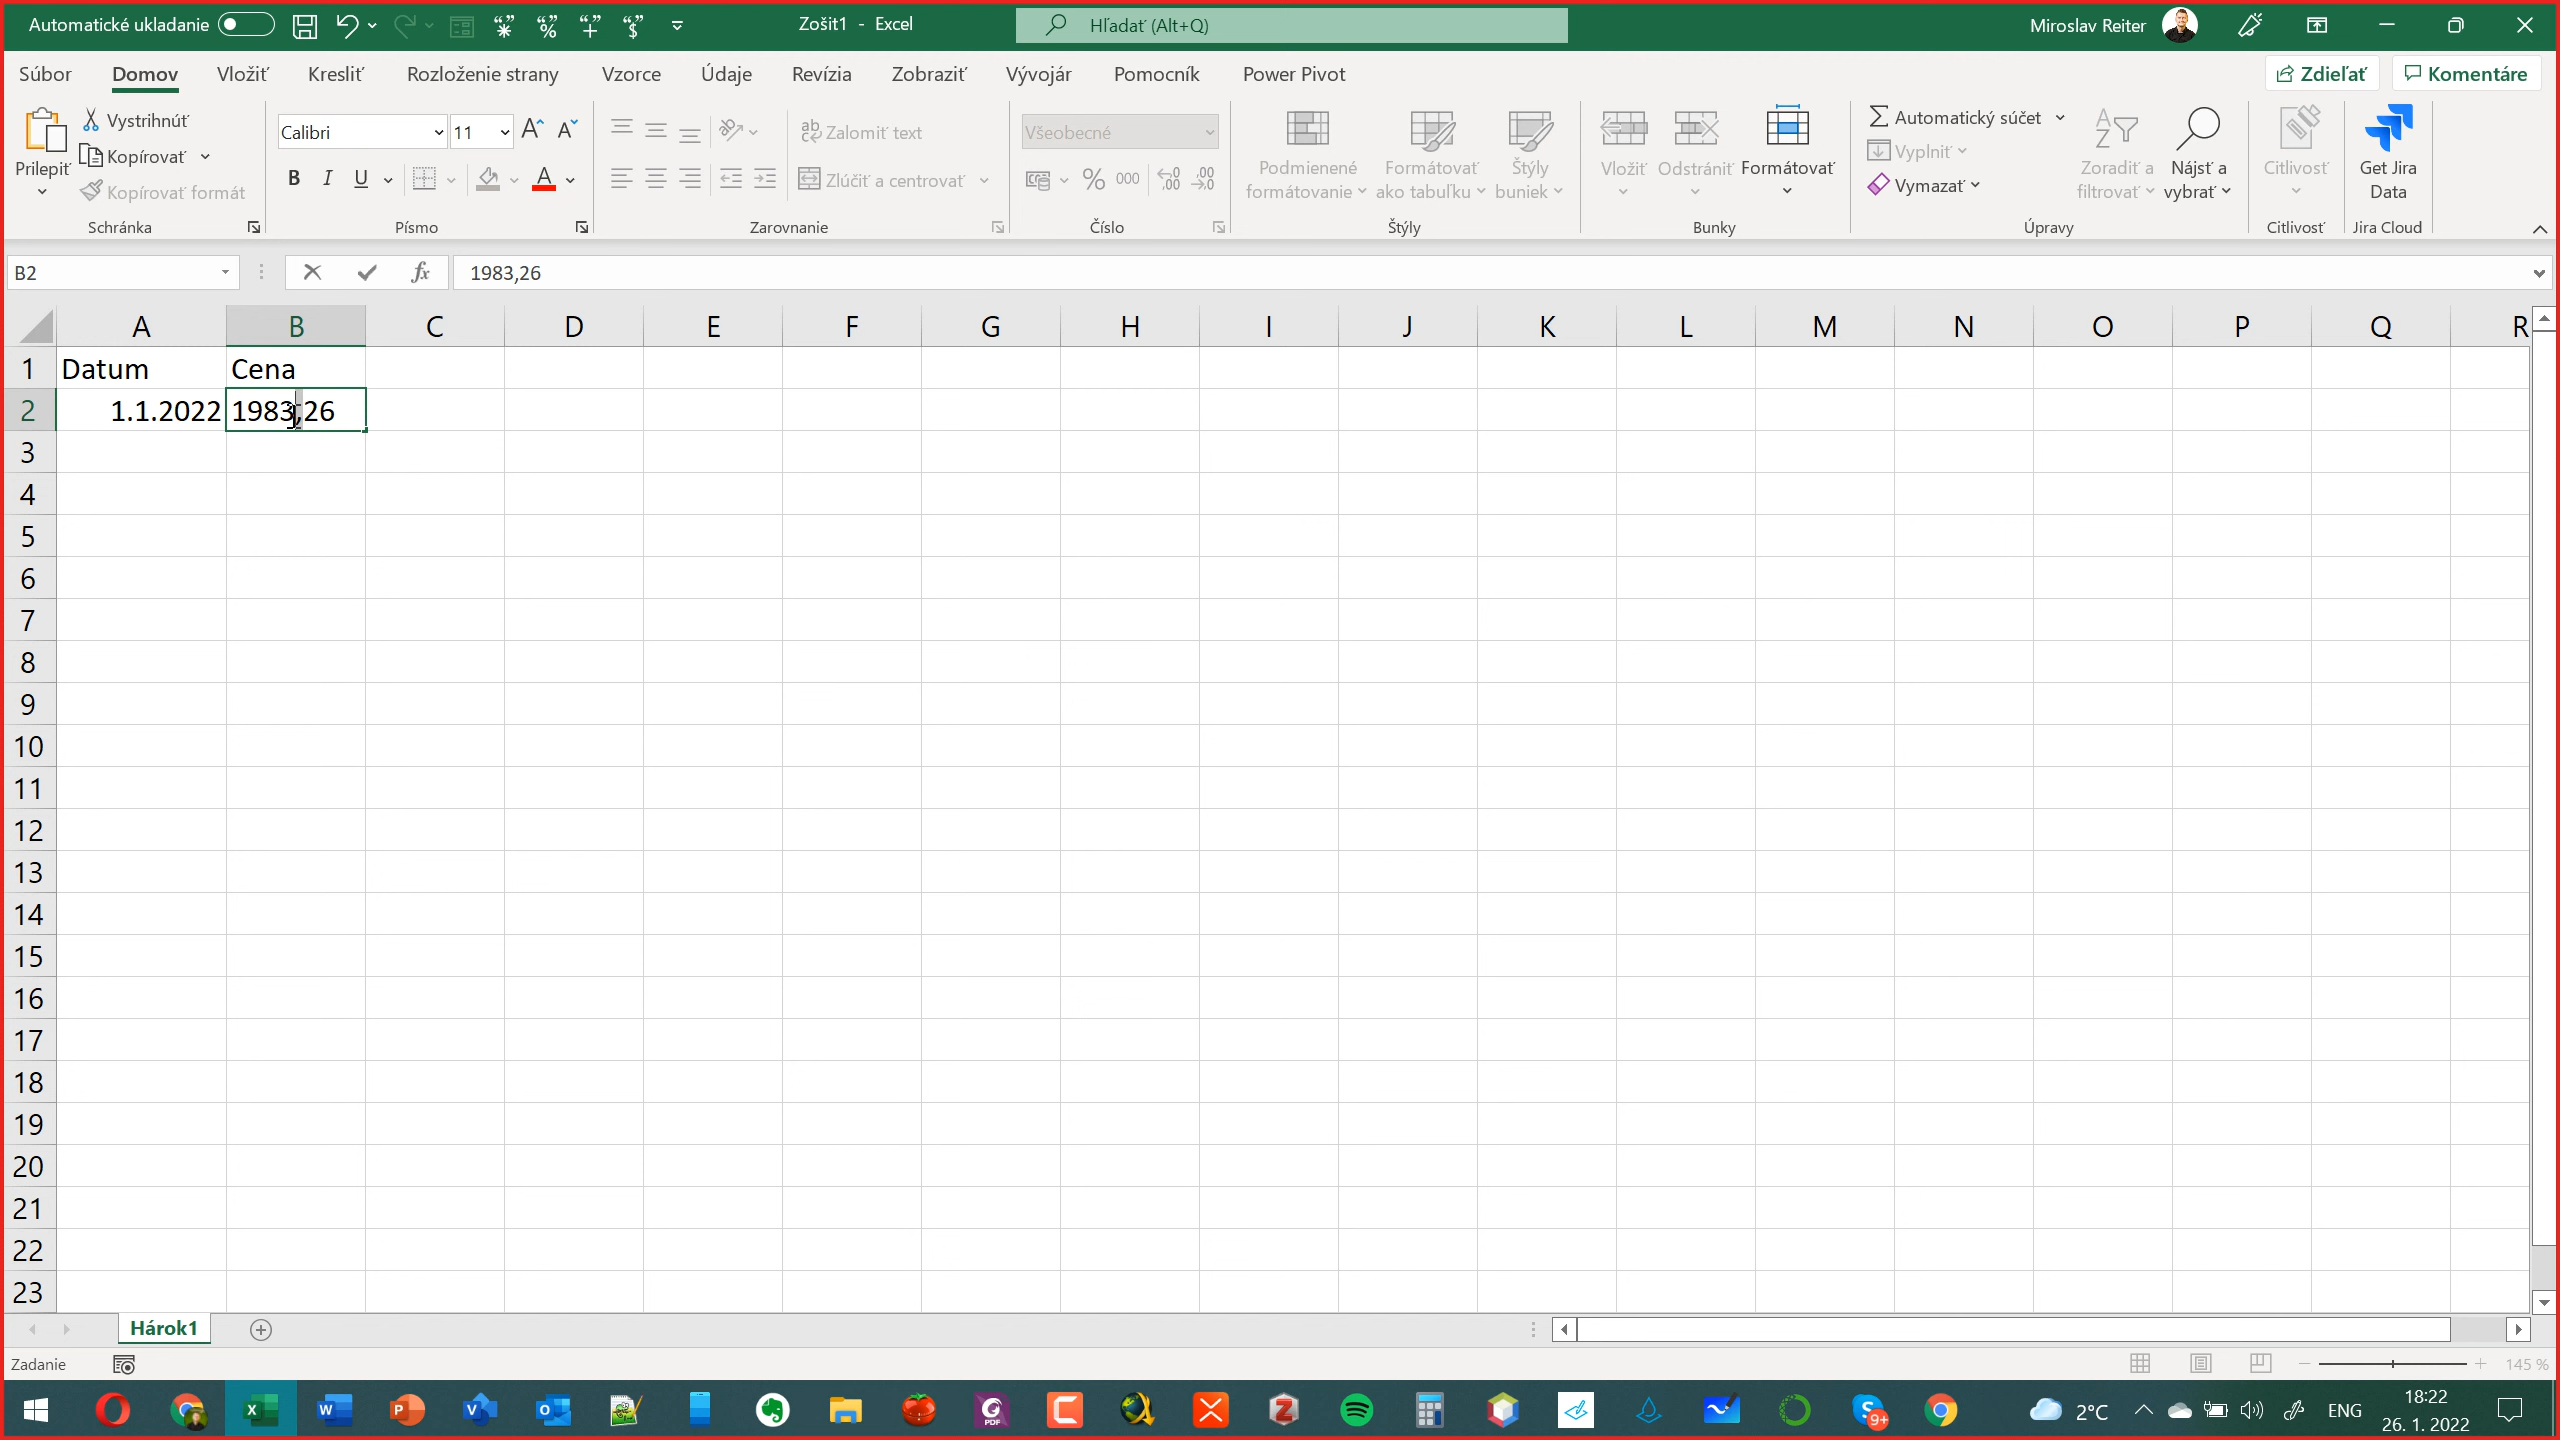 Automatické ukladanie
Zošit1 - Excel
Hľadať (Alt+Q)
Miroslav Reiter
Súbor Domov Vložiť Kresliť Rozloženie strany Vzorce Údaje Revízia Zobraziť Vývojár Pomocník Power Pivot Zdieľať Komentáre
Prilepiť
Vystrihnúť
Kopírovať
Kopírovať formát
Schránka
Calibri 11
B I U
Písmo
Zalomiť text
Zlúčiť a centrovať
Zarovnanie
Všeobecné
% 000
Číslo
Podmienené
formátovanie
Formátovať
ako tabuľku
Štýly
buniek
Štýly
Vložiť Odstrániť Formátovať
Bunky
Automatický súčet
Vyplniť
Vymazať
Zoradiť a
filtrovať
Nájsť a
vybrať
Úpravy
Citlivosť
Citlivosť
Get Jira
Data
Jira Cloud
B2 fx 1983,26
A B C D E F G H I J K L M N O P Q R
1 Datum Cena
2 1.1.2022 1983,26
3
4
5
6
7
8
9
10
11
12
13
14
15
16
17
18
19
20
21
22
23
Hárok1
Zadanie
145 %
2°C
ENG
18:22
26. 1. 2022